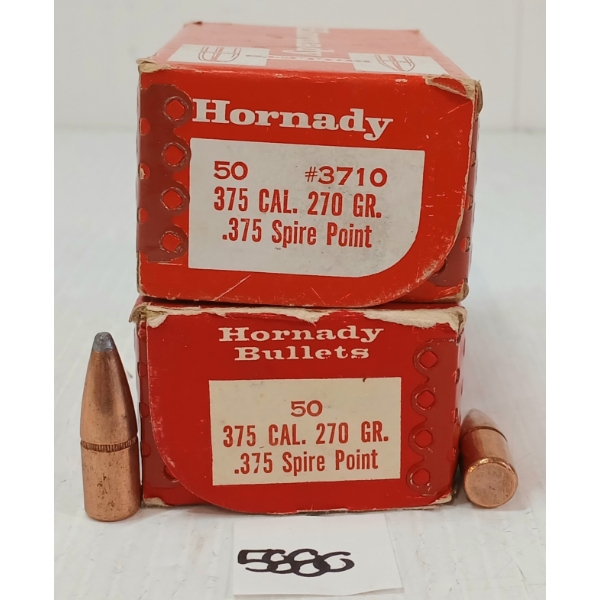 Hornady
50 #3710
375 CAL. 270 GR.
.375 Spire Point
Hornady
Bullets
50
375 CAL. 270 GR.
.375 Spire Point